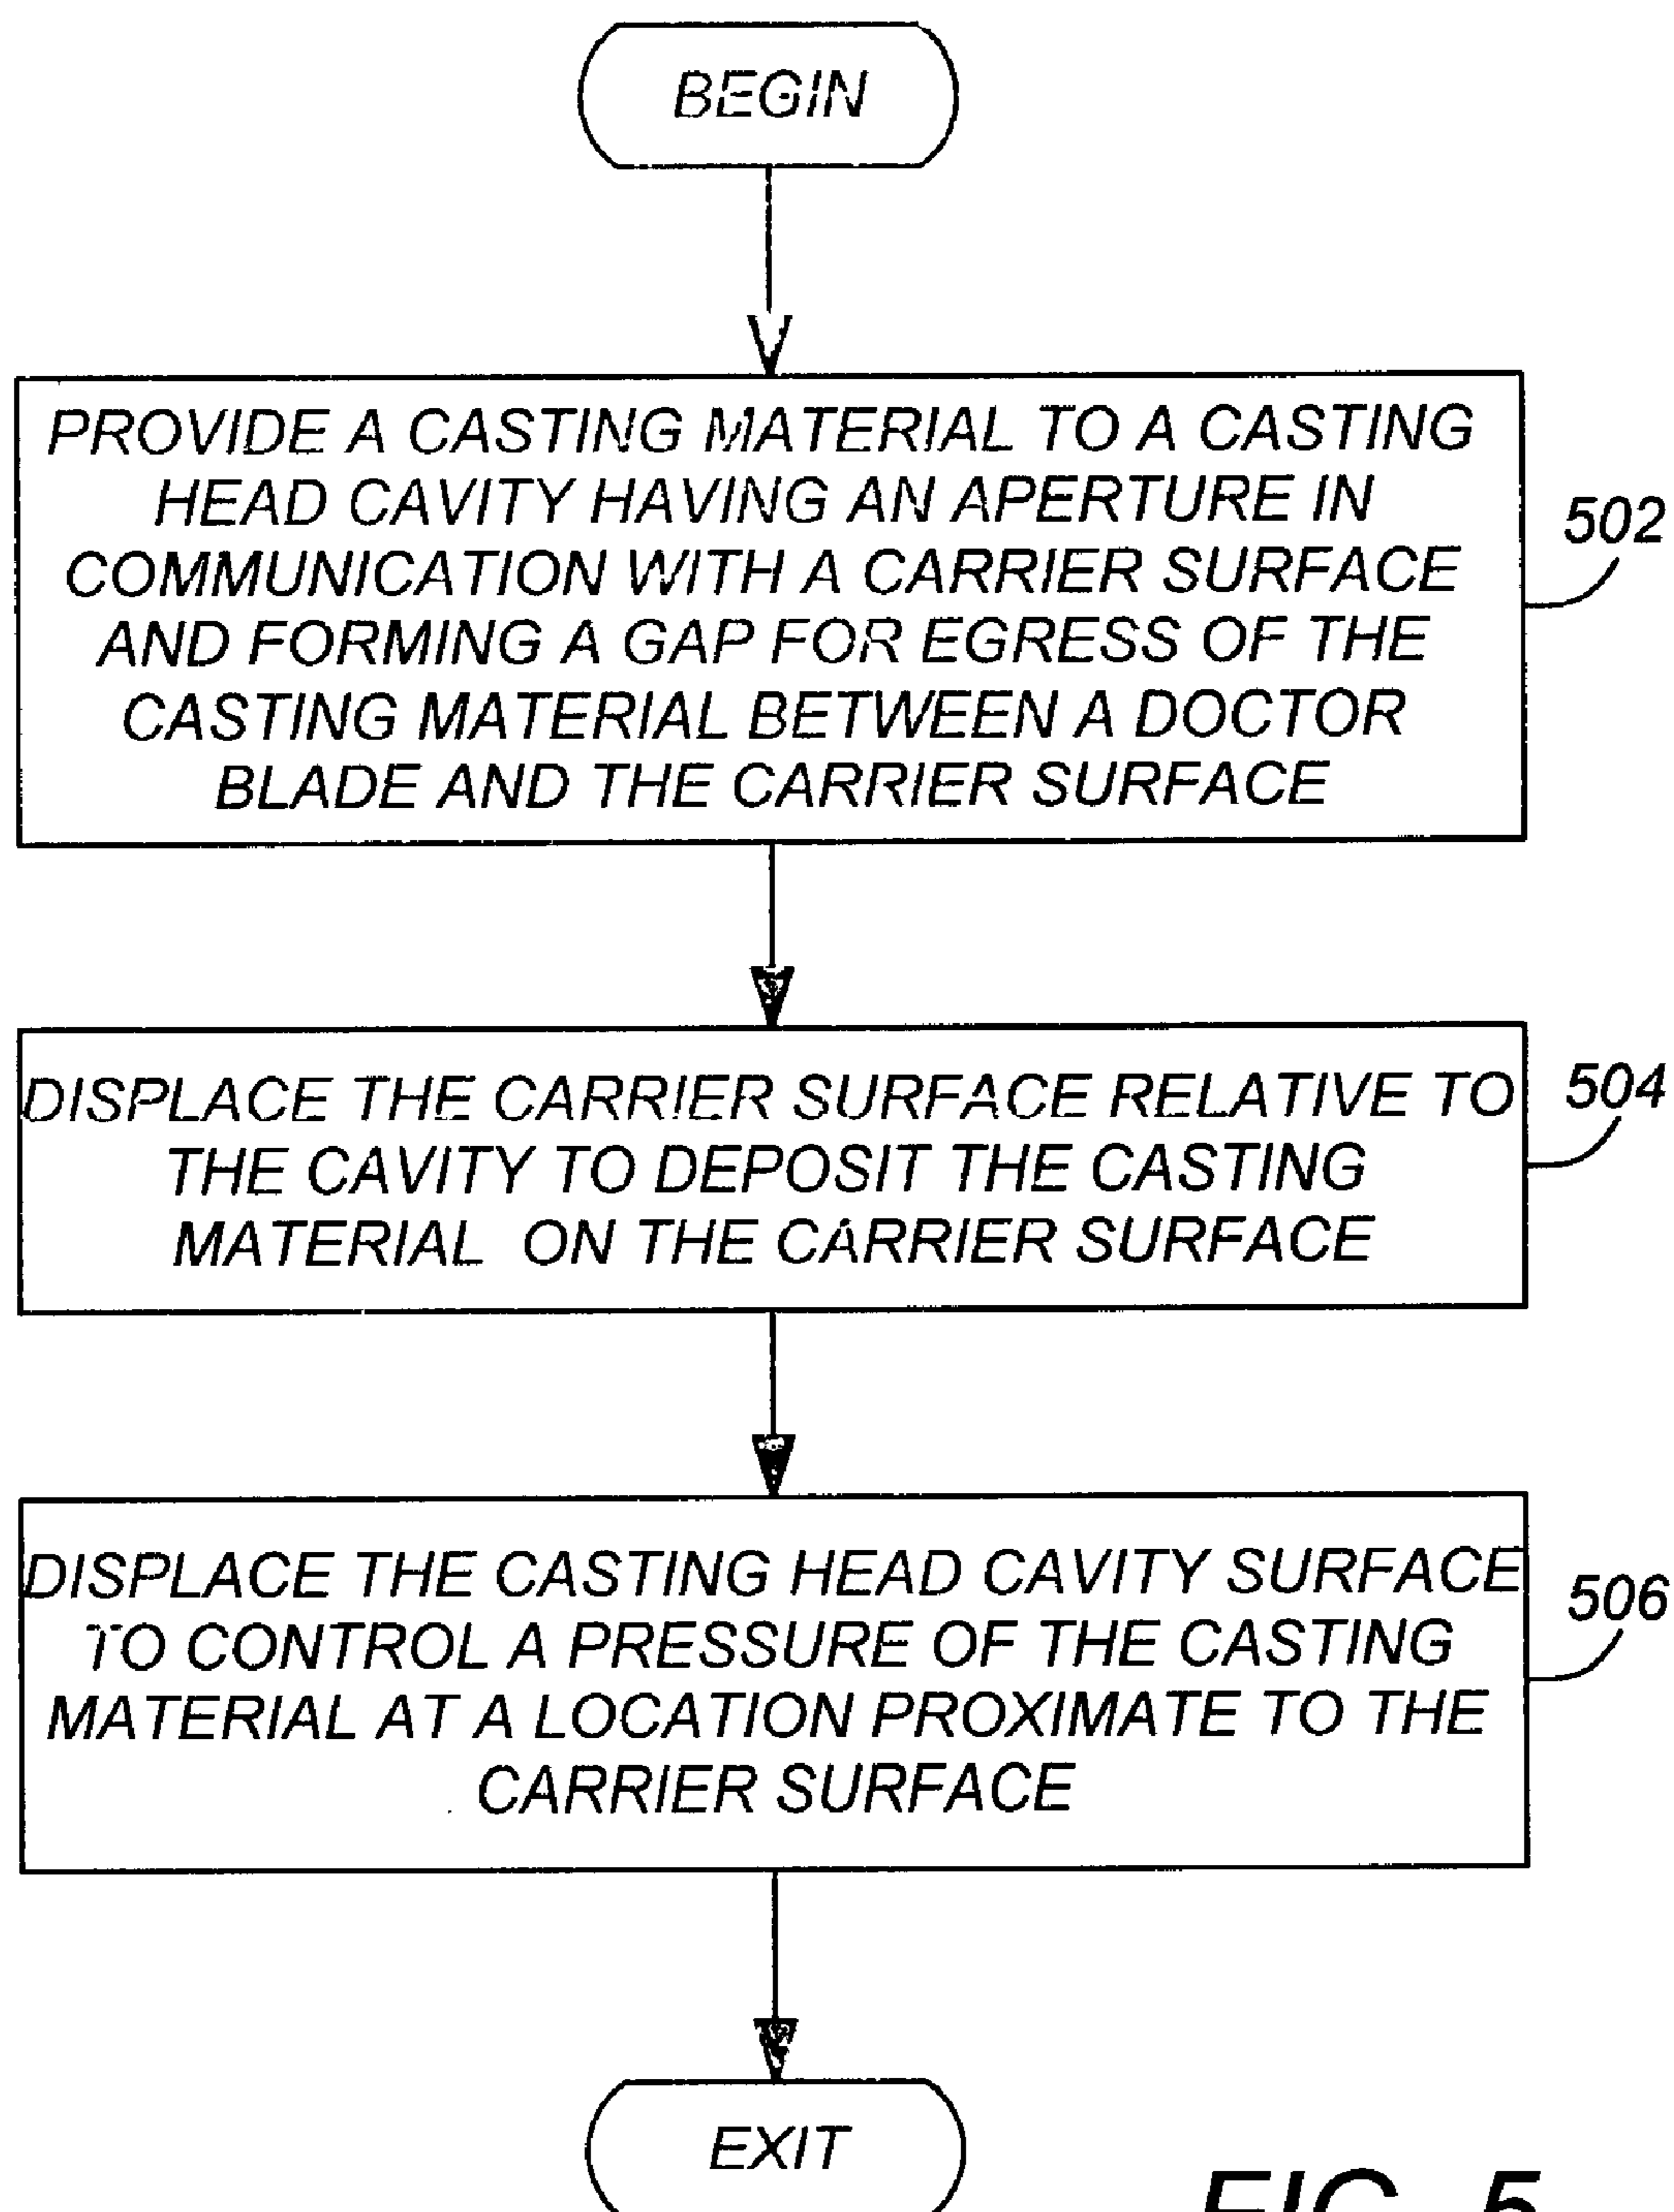 BEGIN
PROVIDE A CASTING MATERIAL TO A CASTING
HEAD CAVITY HAVING AN APERTURE IN
COMMUNICATION WITH A CARRIER SURFACE
AND FORMING A GAP FOR EGRESS OF THE
CASTING MATERIAL BETWEEN A DOCTOR
BLADE AND THE CARRIER SURFACE
502
DISPLACE THE CARRIER SURFACE RELATIVE TO
THE CAVITY TO DEPOSIT THE CASTING
MATERIAL ON THE CARRIER SURFACE
504
DISPLACE THE CASTING HEAD CAVITY SURFACE
TO CONTROL A PRESSURE OF THE CASTING
MATERIAL AT A LOCATION PROXIMATE TO THE
CARRIER SURFACE
506
EXIT
FIG. 5